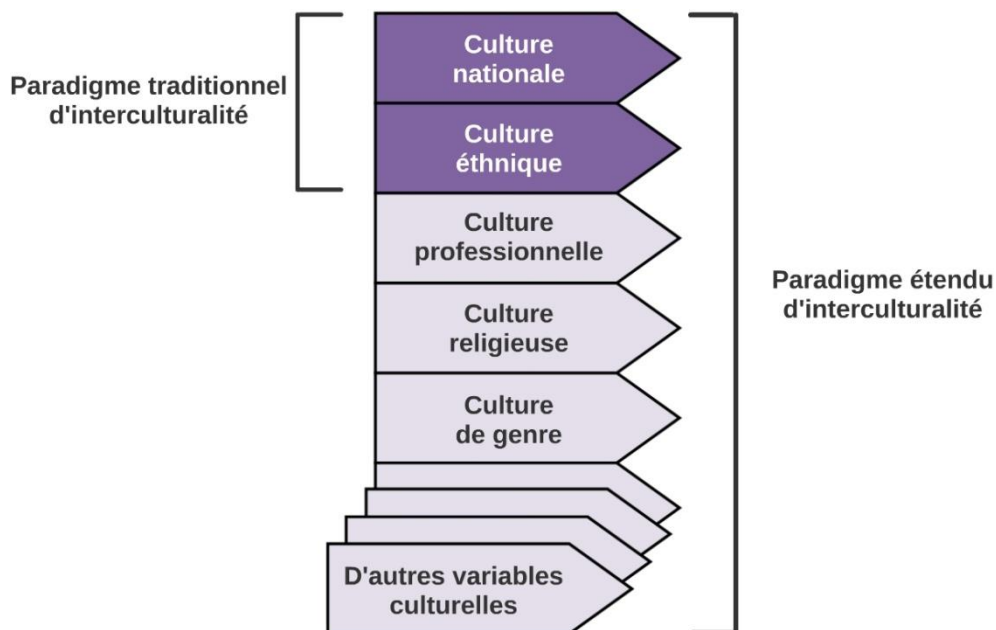 Culture
nationale
Paradigme traditionnel
d'interculturalité
Culture
éthnique
Culture
professionnelle
Paradigme étendu
d'interculturalité
Culture
religieuse
Culture
de genre
D'autres variables
culturelles